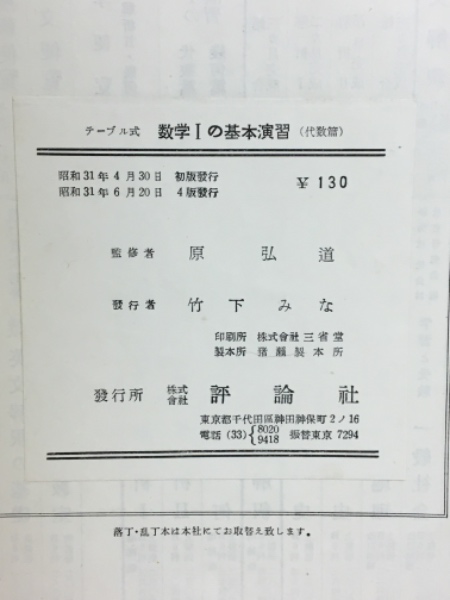 テーブル式 数学Ⅰの基本演習（代数篇）
昭和31年4月30日 初版發行
昭和31年6月20日 4版發行
￥130
監修者 原弘道
發行者 竹下みな
印刷所 株式會社三省堂
製本所 猪瀬製本所
發行所 株式會社 評論社
東京都千代田區神田神保町2ノ16
電話(33){8020 9418 振替東京7294
落丁・乱丁本は本社にてお取替え致します。